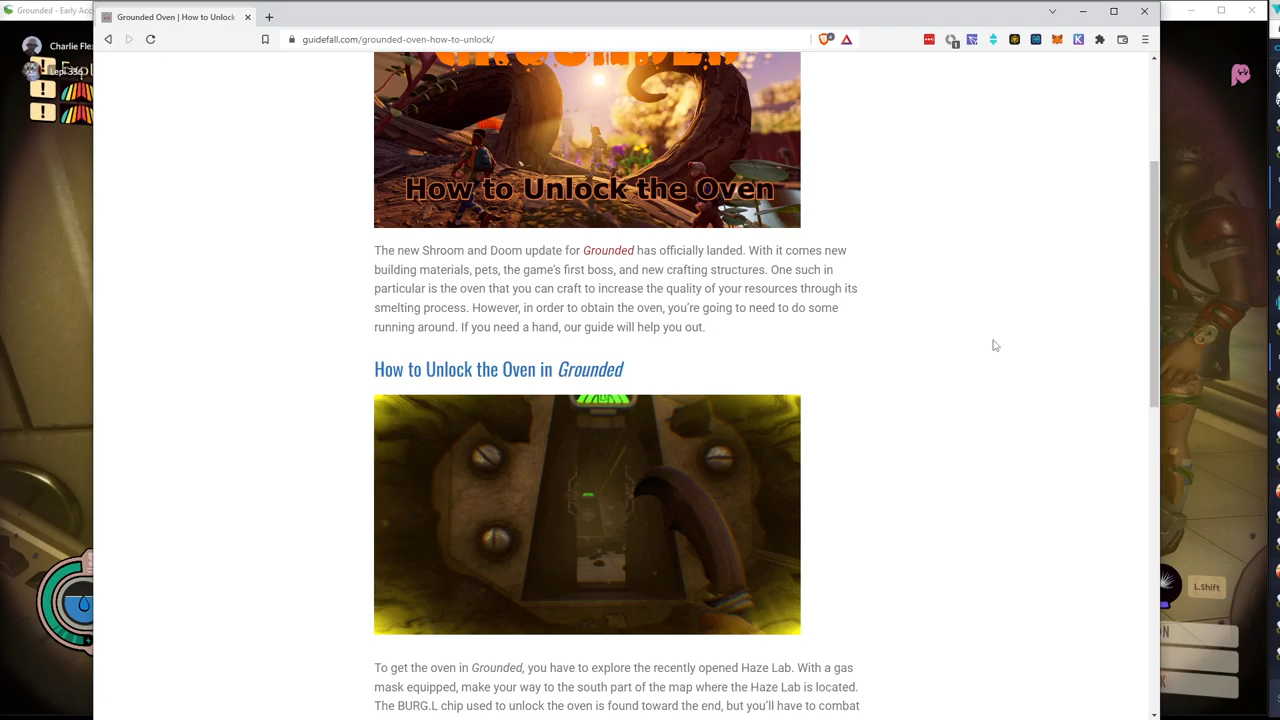 Grounded - Early Acc
Grounded Oven | How to Unlock
guidefall.com/grounded-oven-how-to-unlock/
Charlie Fle
Lepi 356
Expl
How to Unlock the Oven
The new Shroom and Doom update for Grounded has officially landed. With it comes new
building materials, pets, the game's first boss, and new crafting structures. One such in
particular is the oven that you can craft to increase the quality of your resources through its
smelting process. However, in order to obtain the oven, you're going to need to do some
running around. If you need a hand, our guide will help you out.
How to Unlock the Oven in Grounded
L.Shift
To get the oven in Grounded, you have to explore the recently opened Haze Lab. With a gas
mask equipped, make your way to the south part of the map where the Haze Lab is located.
The BURG.L chip used to unlock the oven is found toward the end, but you'll have to combat